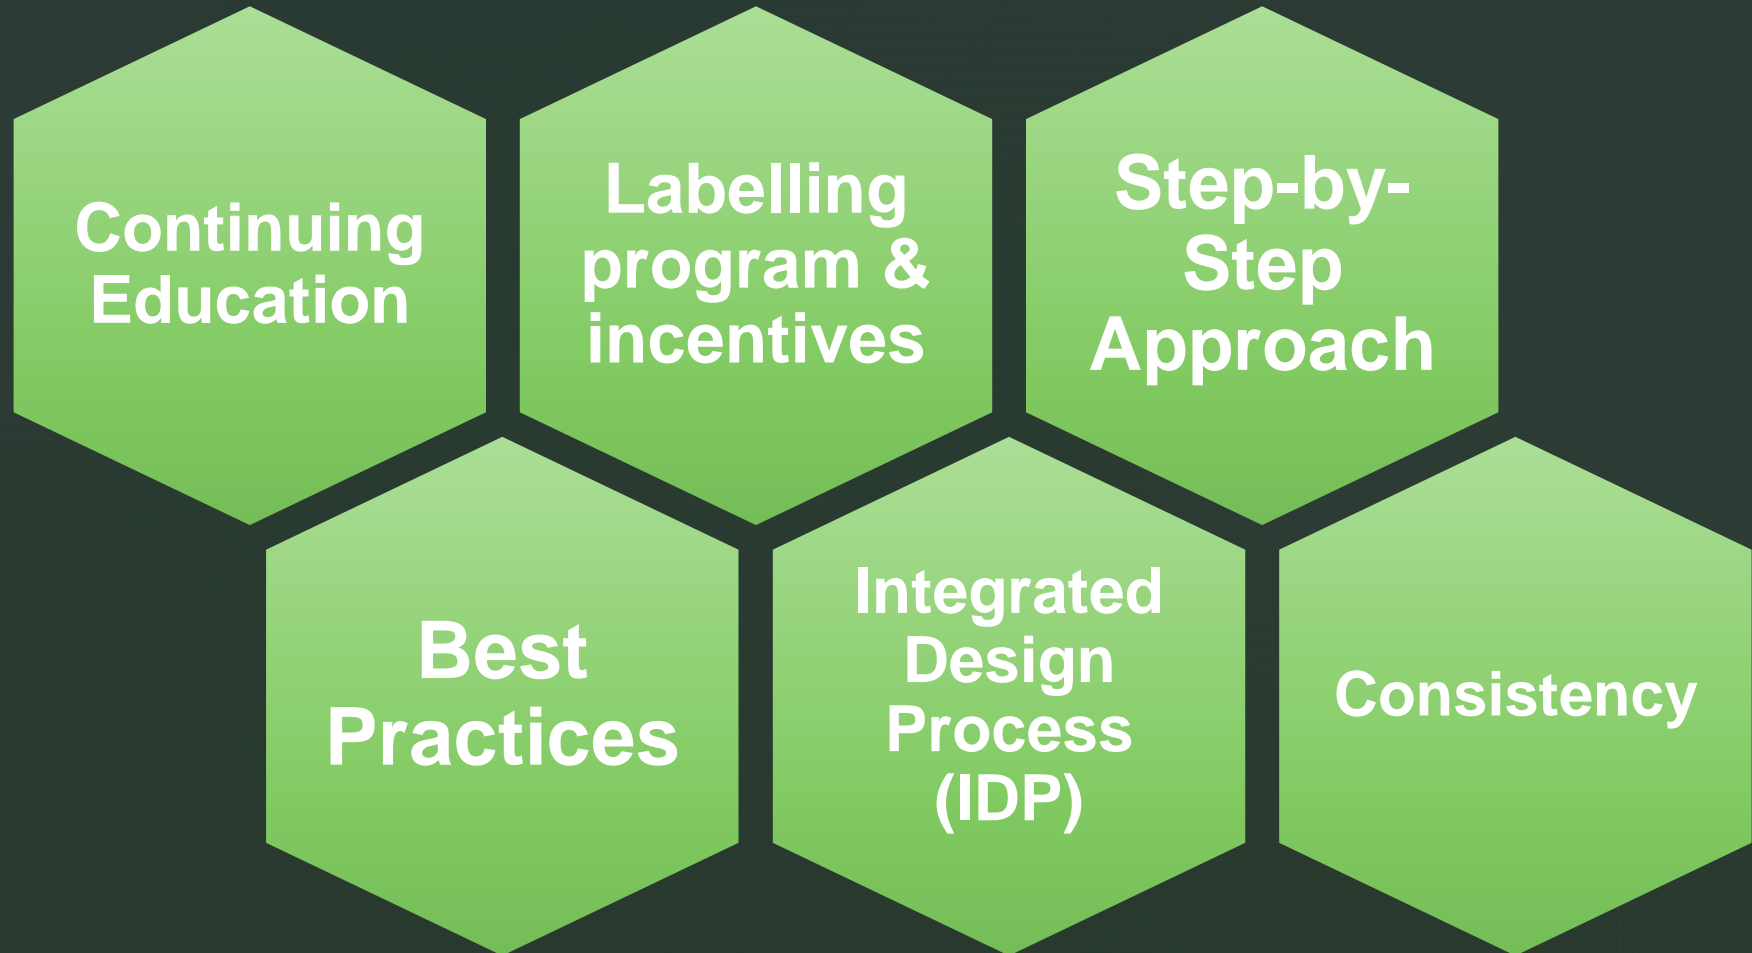 Continuing
Education
Labelling
program &
incentives
Step-by-
Step
Approach
Best
Practices
Integrated
Design
Process
(IDP)
Consistency